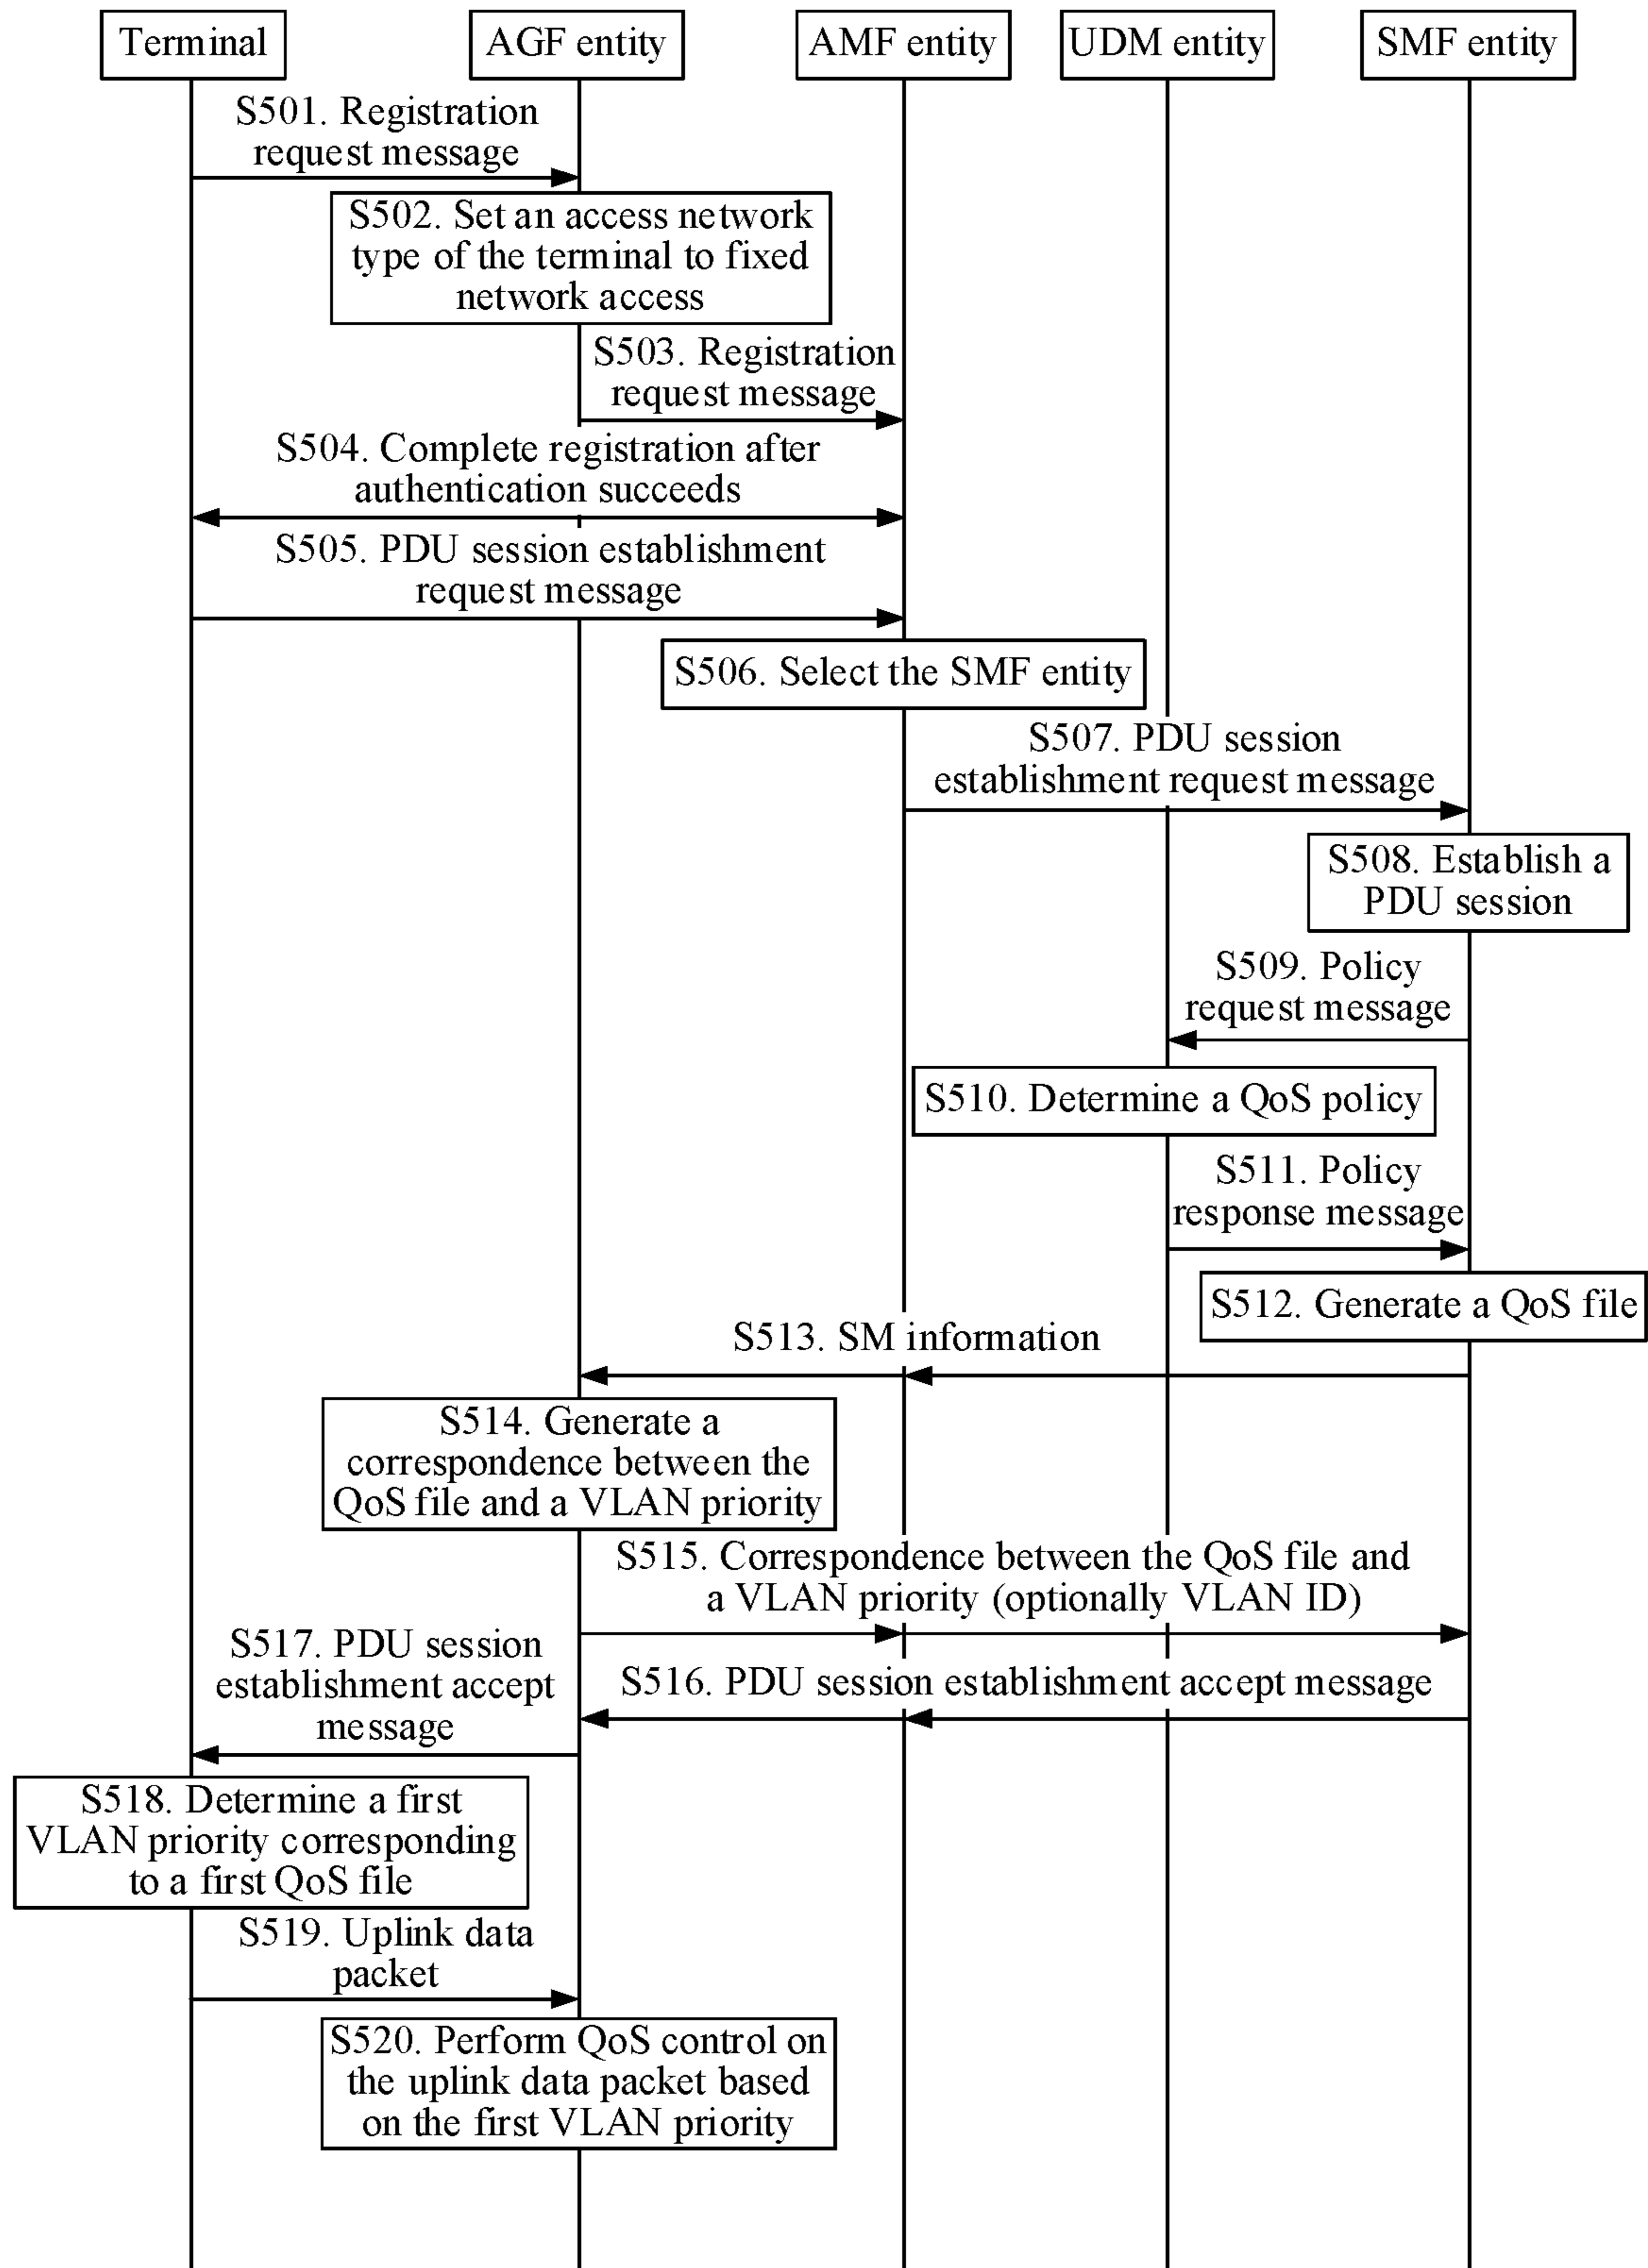 Terminal
AGF entity
AMF entity
UDM entity
SMF entity
S501. Registration
request message
S502. Set an access network
type of the terminal to fixed
network access
S503. Registration
request message
S504. Complete registration after
authentication succeeds
S505. PDU session establishment
request message
S506. Select the SMF entity
S507. PDU session
establishment request message
S508. Establish a
PDU session
S509. Policy
request message
S510. Determine a QoS policy
S511. Policy
response message
S512. Generate a QoS file
S513. SM information
S514. Generate a
correspondence between the
QoS file and a VLAN priority
S515. Correspondence between the QoS file and
a VLAN priority (optionally VLAN ID)
S516. PDU session establishment accept message
S517. PDU session
establishment accept
message
S518. Determine a first
VLAN priority corresponding
to a first QoS file
S519. Uplink data
packet
S520. Perform QoS control on
the uplink data packet based
on the first VLAN priority